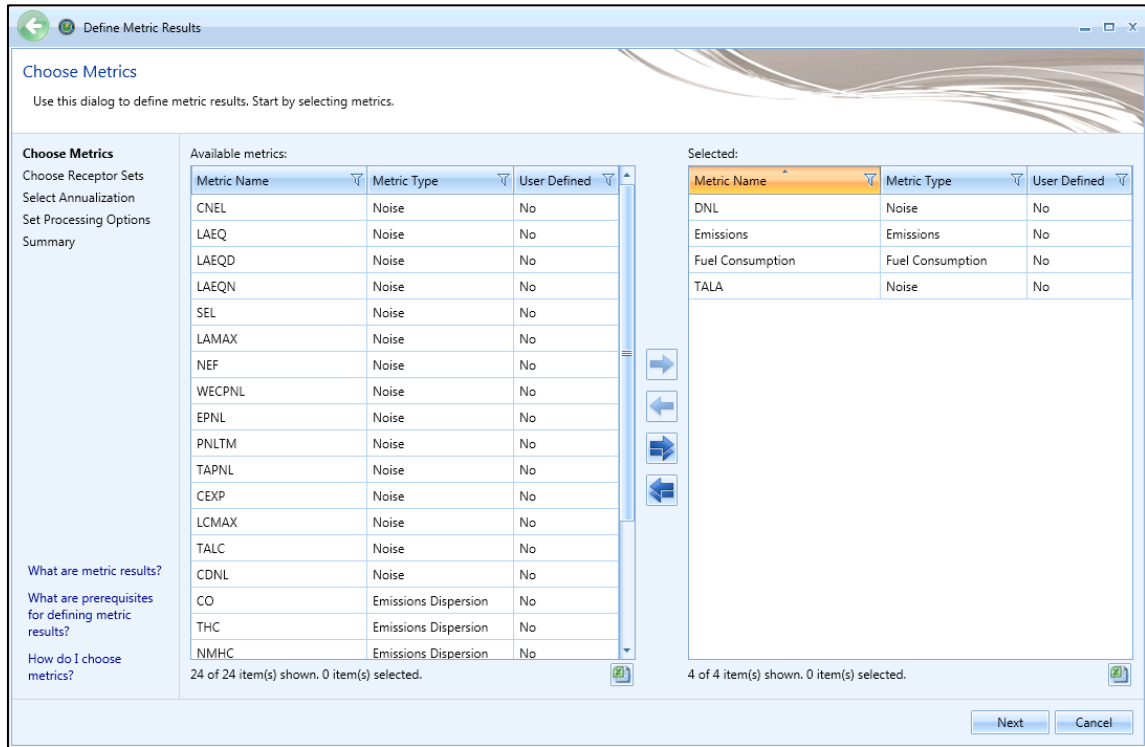 Define Metric Results
Choose Metrics
Use this dialog to define metric results. Start by selecting metrics.
Choose Metrics
Choose Receptor Sets
Select Annualization
Set Processing Options
Summary
What are metric results?
What are prerequisites
for defining metric
results?
How do I choose
metrics?
Available metrics:
Metric Name Metric Type User Defined
CNEL Noise No
LAEQ Noise No
LAEQD Noise No
LAEQN Noise No
SEL Noise No
LAMAX Noise No
NEF Noise No
WECPNL Noise No
EPNL Noise No
PNLTM Noise No
TAPNL Noise No
CEXP Noise No
LCMAX Noise No
TALC Noise No
CDNL Noise No
CO Emissions Dispersion No
THC Emissions Dispersion No
NMHC Emissions Dispersion No
24 of 24 item(s) shown. 0 item(s) selected.
Selected:
Metric Name Metric Type User Defined
DNL Noise No
Emissions Emissions No
Fuel Consumption Fuel Consumption No
TALA Noise No
4 of 4 item(s) shown. 0 item(s) selected.
Next Cancel